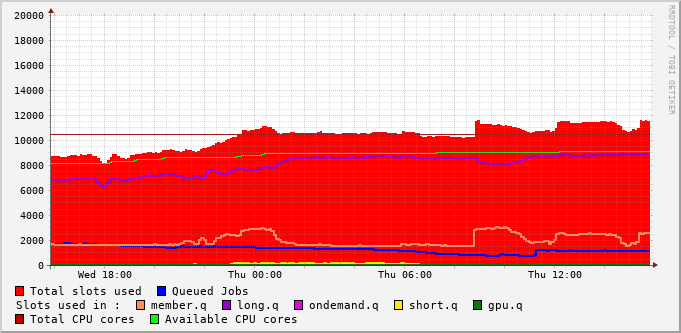 RRDTOOL / TOBI OETIKER
20000
18000
16000
14000
12000
10000
8000
6000
4000
2000
0
Wed 18:00 Thu 00:00 Thu 06:00 Thu 12:00
Total slots used Queued Jobs
Slots used in : member.q long.q ondemand.q short.q gpu.q
Total CPU cores Available CPU cores